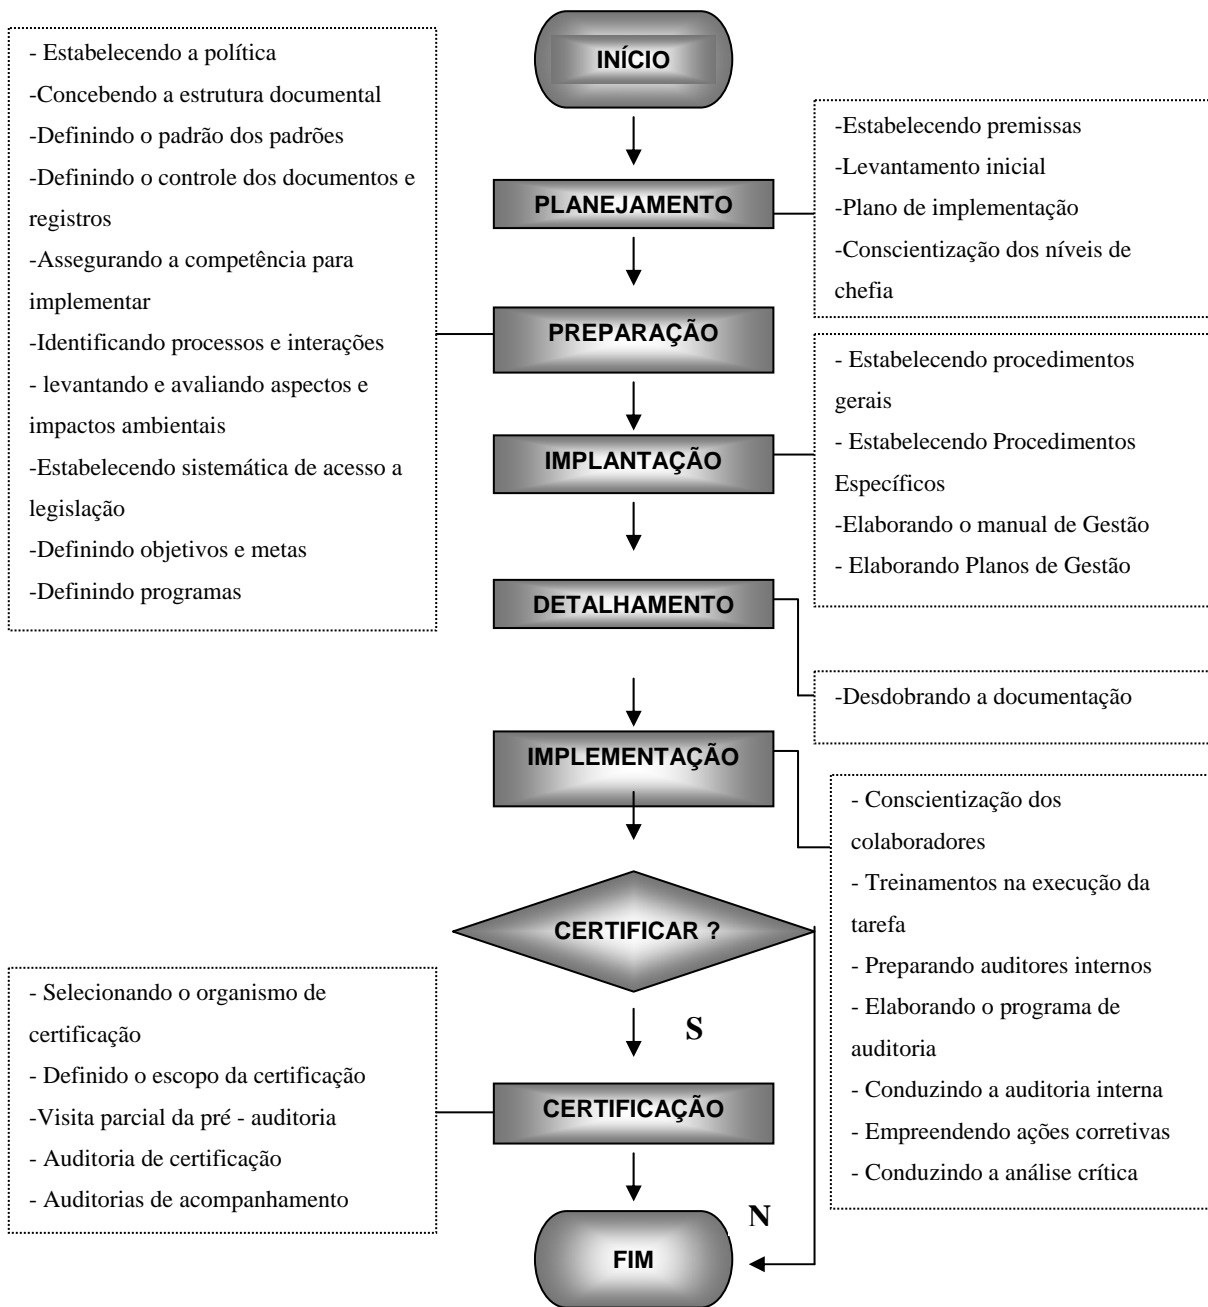 INÍCIO
- Estabelecendo a política
-Concebendo a estrutura documental
-Definindo o padrão dos padrões
-Definindo o controle dos documentos e
registros
-Assegurando a competência para
implementar
-Identificando processos e interações
- levantando e avaliando aspectos e
impactos ambientais
-Estabelecendo sistemática de acesso a
legislação
-Definindo objetivos e metas
-Definindo programas
PLANEJAMENTO
-Estabelecendo premissas
-Levantamento inicial
-Plano de implementação
-Conscientização dos níveis de
chefia
PREPARAÇÃO
IMPLANTAÇÃO
- Estabelecendo procedimentos
gerais
- Estabelecendo Procedimentos
Específicos
-Elaborando o manual de Gestão
- Elaborando Planos de Gestão
DETALHAMENTO
-Desdobrando a documentação
IMPLEMENTAÇÃO
- Conscientização dos
colaboradores
- Treinamentos na execução da
tarefa
- Preparando auditores internos
- Elaborando o programa de
auditoria
- Conduzindo a auditoria interna
- Empreendendo ações corretivas
- Conduzindo a análise crítica
CERTIFICAR ?
S
- Selecionando o organismo de
certificação
- Definido o escopo da certificação
-Visita parcial da pré - auditoria
- Auditoria de certificação
- Auditorias de acompanhamento
CERTIFICAÇÃO
N
FIM